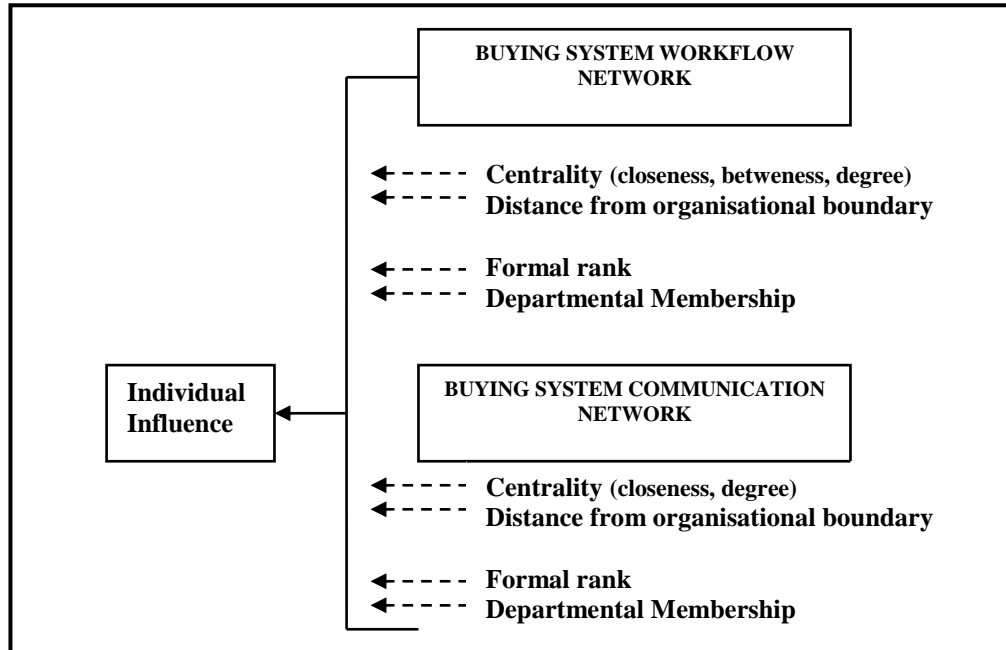 BUYING SYSTEM WORKFLOW
NETWORK
Centrality (closeness, betweness, degree)
Distance from organisational boundary
Formal rank
Departmental Membership
Individual
Influence
BUYING SYSTEM COMMUNICATION
NETWORK
Centrality (closeness, degree)
Distance from organisational boundary
Formal rank
Departmental Membership